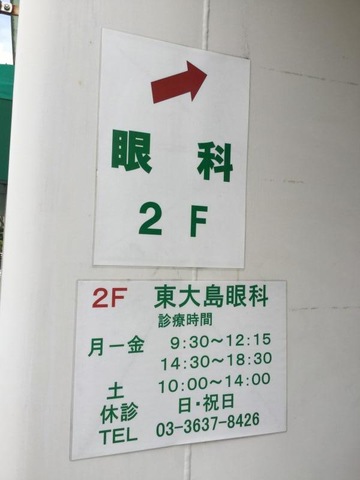 眼科
2F
2F 東大島眼科
診療時間
月ー金 9:30〜12:15
14:30〜18:30
土 10:00〜14:00
休診 日・祝日
TEL 03-3637-8426